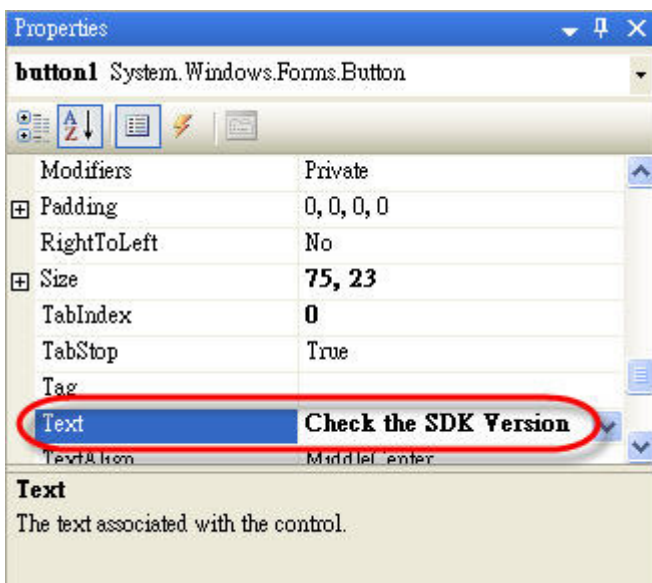 Properties
button1 System.Windows.Forms.Button
Modifiers Private
Padding 0, 0, 0, 0
RightToLeft No
Size 75, 23
TabIndex 0
TabStop True
Tag
Text Check the SDK Version
TextAlign MiddleCenter
Text
The text associated with the control.